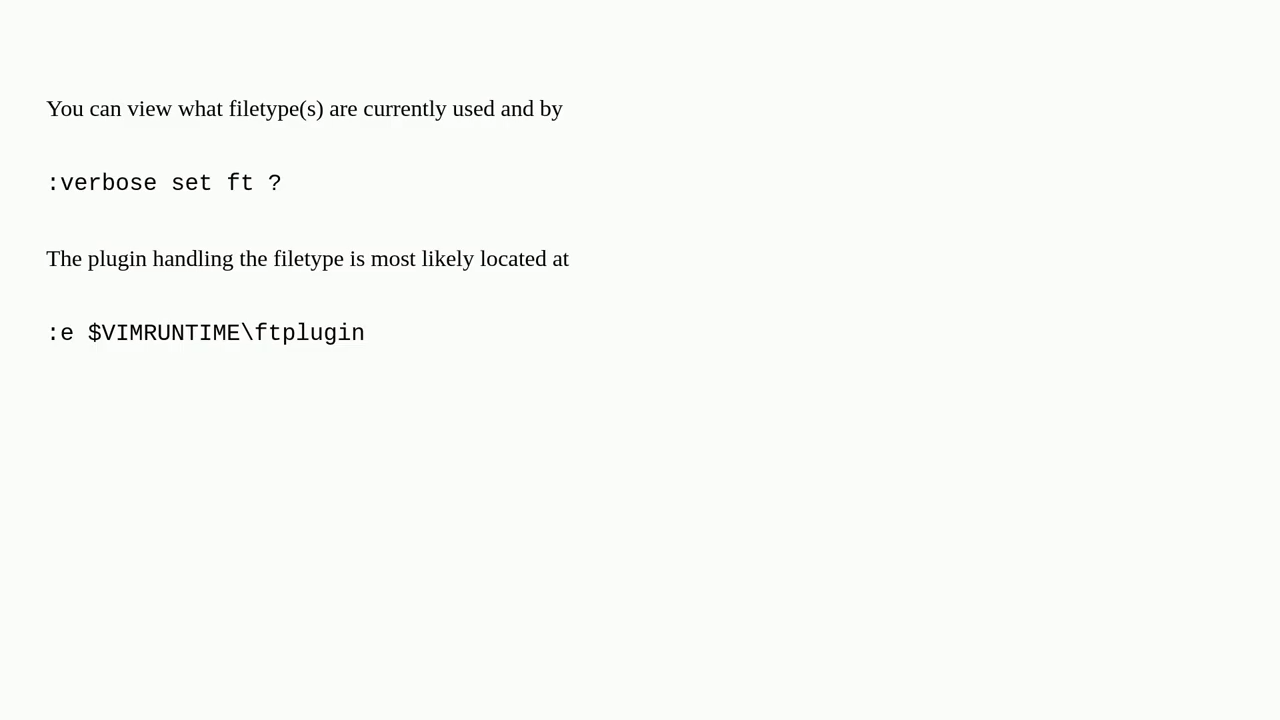 You can view what filetype(s) are currently used and by
:verbose set ft ?
The plugin handling the filetype is most likely located at
:e $VIMRUNTIME\ftplugin